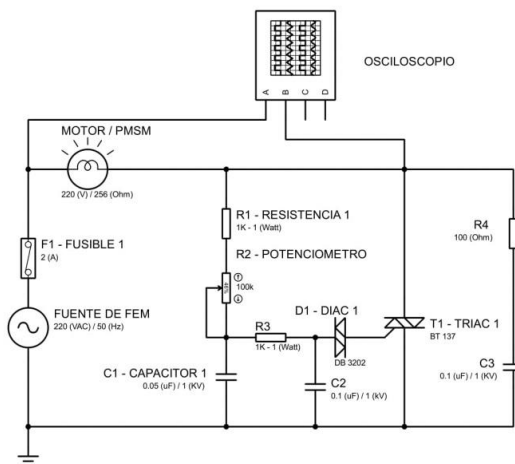 OSCILOSCOPIO
A B C D
MOTOR / PMSM
220 (V) / 256 (Ohm)
F1 - FUSIBLE 1
2 (A)
FUENTE DE FEM
220 (VAC) / 50 (Hz)
R1 - RESISTENCIA 1
1K - 1 (Watt)
R2 - POTENCIOMETRO
100k
R3
1K - 1 (Watt)
C1 - CAPACITOR 1
0.05 (uF) / 1 (KV)
D1 - DIAC 1
DB 3202
C2
0.1 (uF) / 1 (kV)
T1 - TRIAC 1
BT 137
R4
100 (Ohm)
C3
0.1 (uF) / 1 (KV)